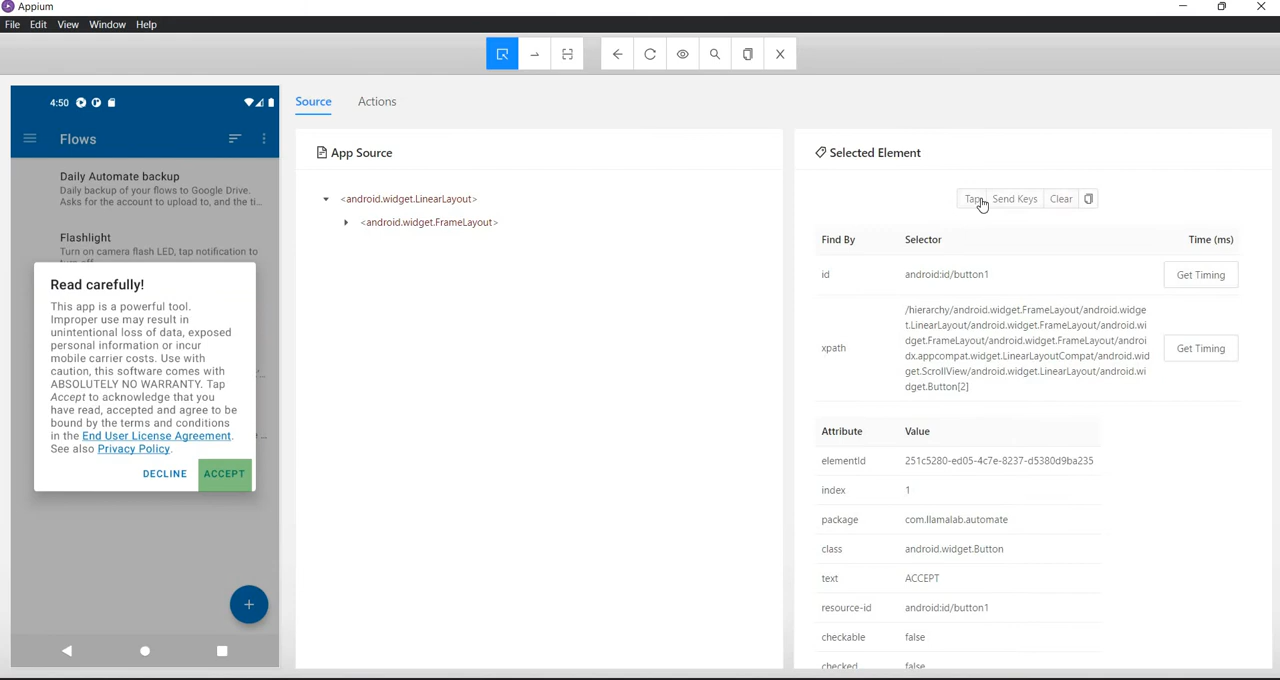 Appium
File Edit View Window Help
4:50
Flows
Daily Automate backup
Daily backup of your flows to Google Drive.
Asks for the account to upload to, and the ti...
Flashlight
Turn on camera flash LED, tap notification to
Read carefully!
This app is a powerful tool.
Improper use may result in
unintentional loss of data, exposed
personal information or incur
mobile carrier costs. Use with
caution, this software comes with
ABSOLUTELY NO WARRANTY. Tap
Accept to acknowledge that you
have read, accepted and agree to be
bound by the terms and conditions
in the End User License Agreement.
See also Privacy Policy.
DECLINE ACCEPT
Source Actions
App Source
<android.widget.LinearLayout>
<android.widget.FrameLayout>
Selected Element
Tap Send Keys Clear
Find By Selector Time (ms)
id android:id/button1 Get Timing
xpath
/hierarchy/android.widget.FrameLayout/android.widge
t.LinearLayout/android.widget.FrameLayout/android.wi
dget.FrameLayout/android.widget.FrameLayout/androi
dx.appcompat.widget.LinearLayoutCompat/android.wid
get.ScrollView/android.widget.LinearLayout/android.wi
dget.Button[2]
Get Timing
Attribute Value
elementId 251c5280-ed05-4c7e-8237-d5380d9ba235
index 1
package com.llamalab.automate
class android.widget.Button
text ACCEPT
resource-id android:id/button1
checkable false
checked false